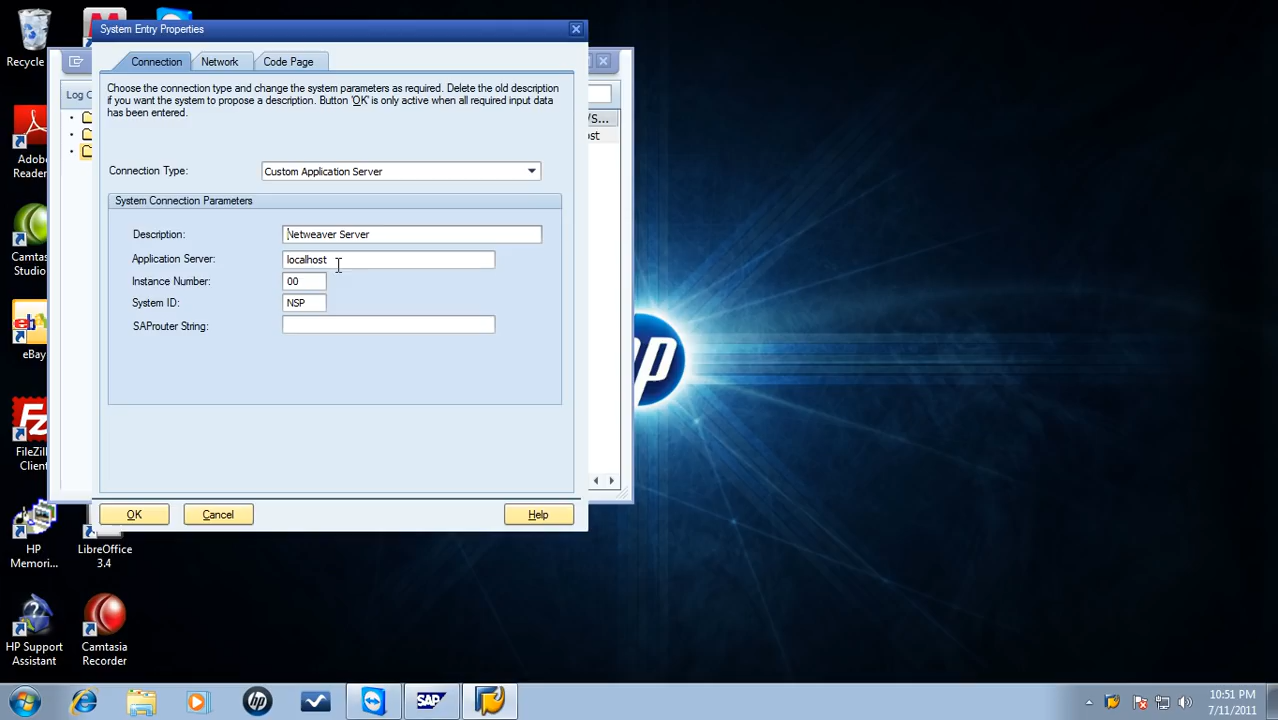 System Entry Properties
Recycle
Connection
Network
Code Page
Choose the connection type and change the system parameters as required. Delete the old description
if you want the system to propose a description. Button 'OK' is only active when all required input data
has been entered.
Log O
/S...
ost
Adobe
Reade
Connection Type:
Custom Application Server
System Connection Parameters
Description:
Netweaver Server
Application Server:
localhost
Instance Number:
00
System ID:
NSP
SAProuter String:
Camtas
Studio
eBay
FileZill
Client
OK
Cancel
Help
hp
HP
Memori...
LibreOffice
3.4
HP Support
Assistant
Camtasia
Recorder
SAP
10:51 PM
7/11/2011